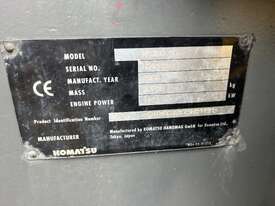 MODEL
SERIAL NO.
MANUFACT. YEAR
MASS kg
ENGINE POWER kW
Product Identification Number
MANUFACTURER
Manufactured by KOMATSU HANOMAG GmbH for Komatsu Ltd.
Tokyo, Japan
CE
KOMATSU